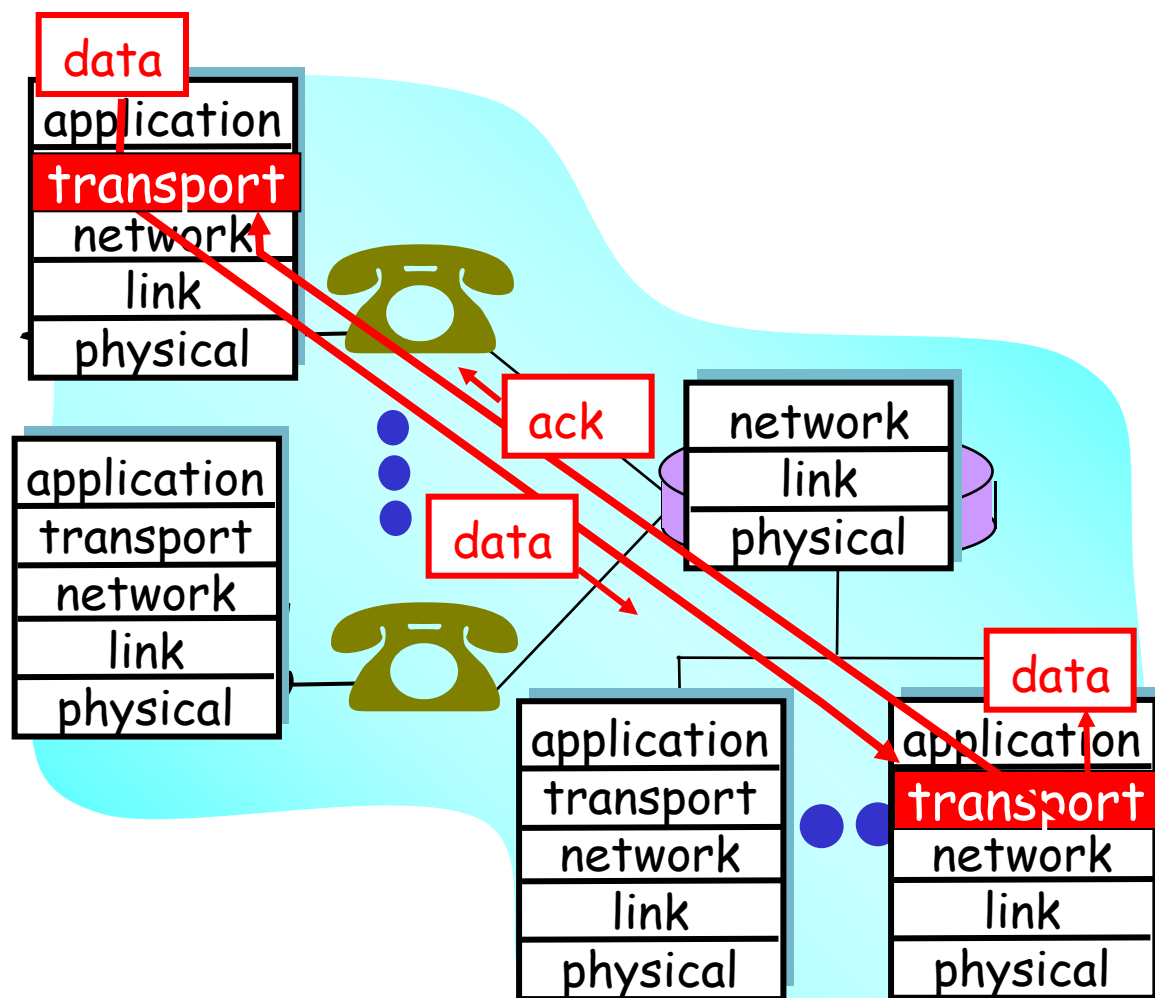 data
application
transport
network
link
physical
ack
data
network
link
physical
application
transport
network
link
physical
application
transport
network
link
physical
data
application
transport
network
link
physical